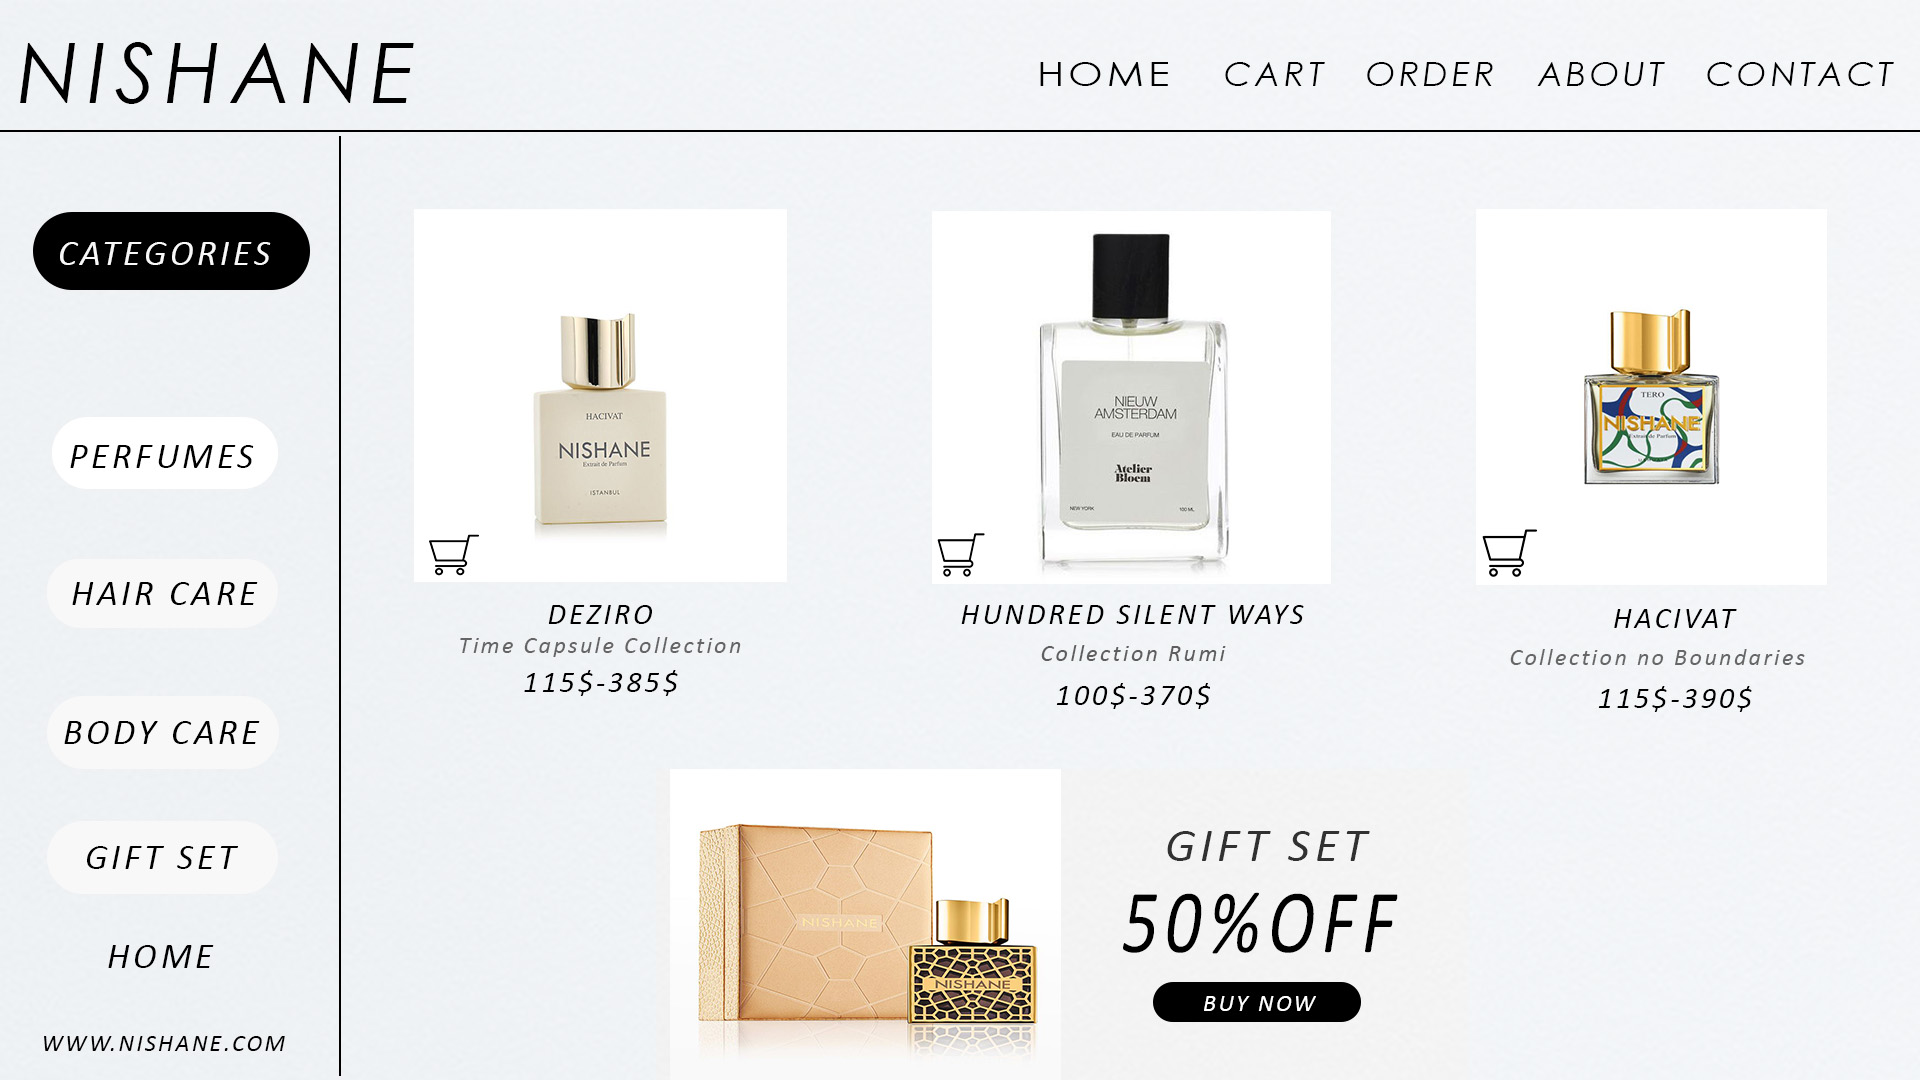 NISHANE
HOME CART ORDER ABOUT CONTACT
CATEGORIES
PERFUMES
HAIR CARE
BODY CARE
GIFT SET
HOME
WWW.NISHANE.COM
HACIVAT
NISHANE
Extrait de Parfum
ISTANBUL
DEZIRO
Time Capsule Collection
115$-385$
NIEUW
AMSTERDAM
EAU DE PARFUM
Atelier
Bloem
NEW YORK 100 ML
HUNDRED SILENT WAYS
Collection Rumi
100$-370$
TERO
NISHANE
Extrait de Parfum
HACIVAT
Collection no Boundaries
115$-390$
NISHANE
NISHANE
GIFT SET
50%OFF
BUY NOW